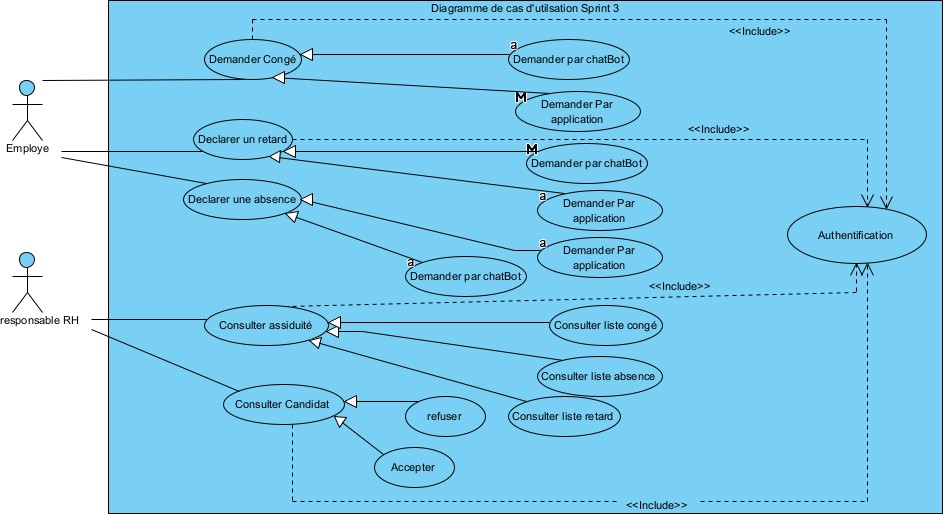 Diagramme de cas d'utilsation Sprint 3
<<Include>>
Demander Congé
a
Demander par chatBot
M
Demander Par
application
Employe
Declarer un retard
<<Include>>
M
Demander par chatBot
Declarer une absence
a
Demander Par
application
Authentification
a
Demander Par
application
a
Demander par chatBot
<<Include>>
responsable RH
Consulter assiduité
Consulter liste congé
Consulter liste absence
Consulter Candidat
refuser
Consulter liste retard
Accepter
<<Include>>